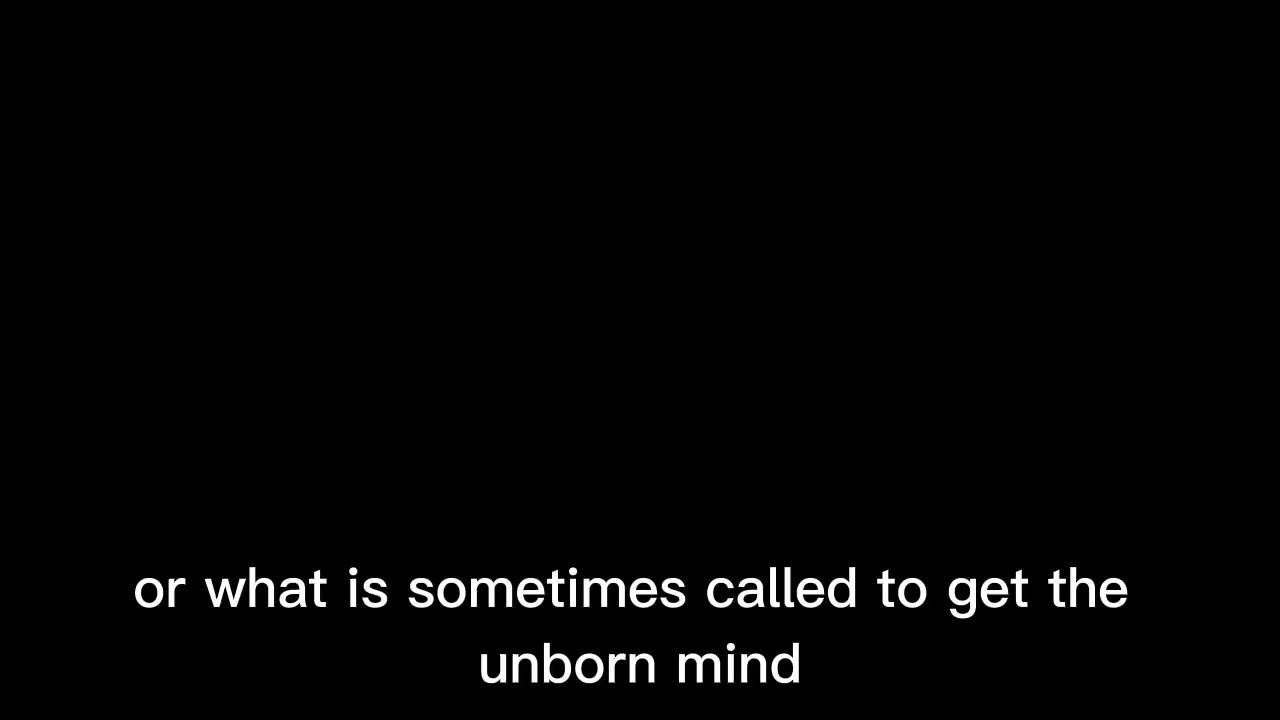 or what is sometimes called to get the
unborn mind